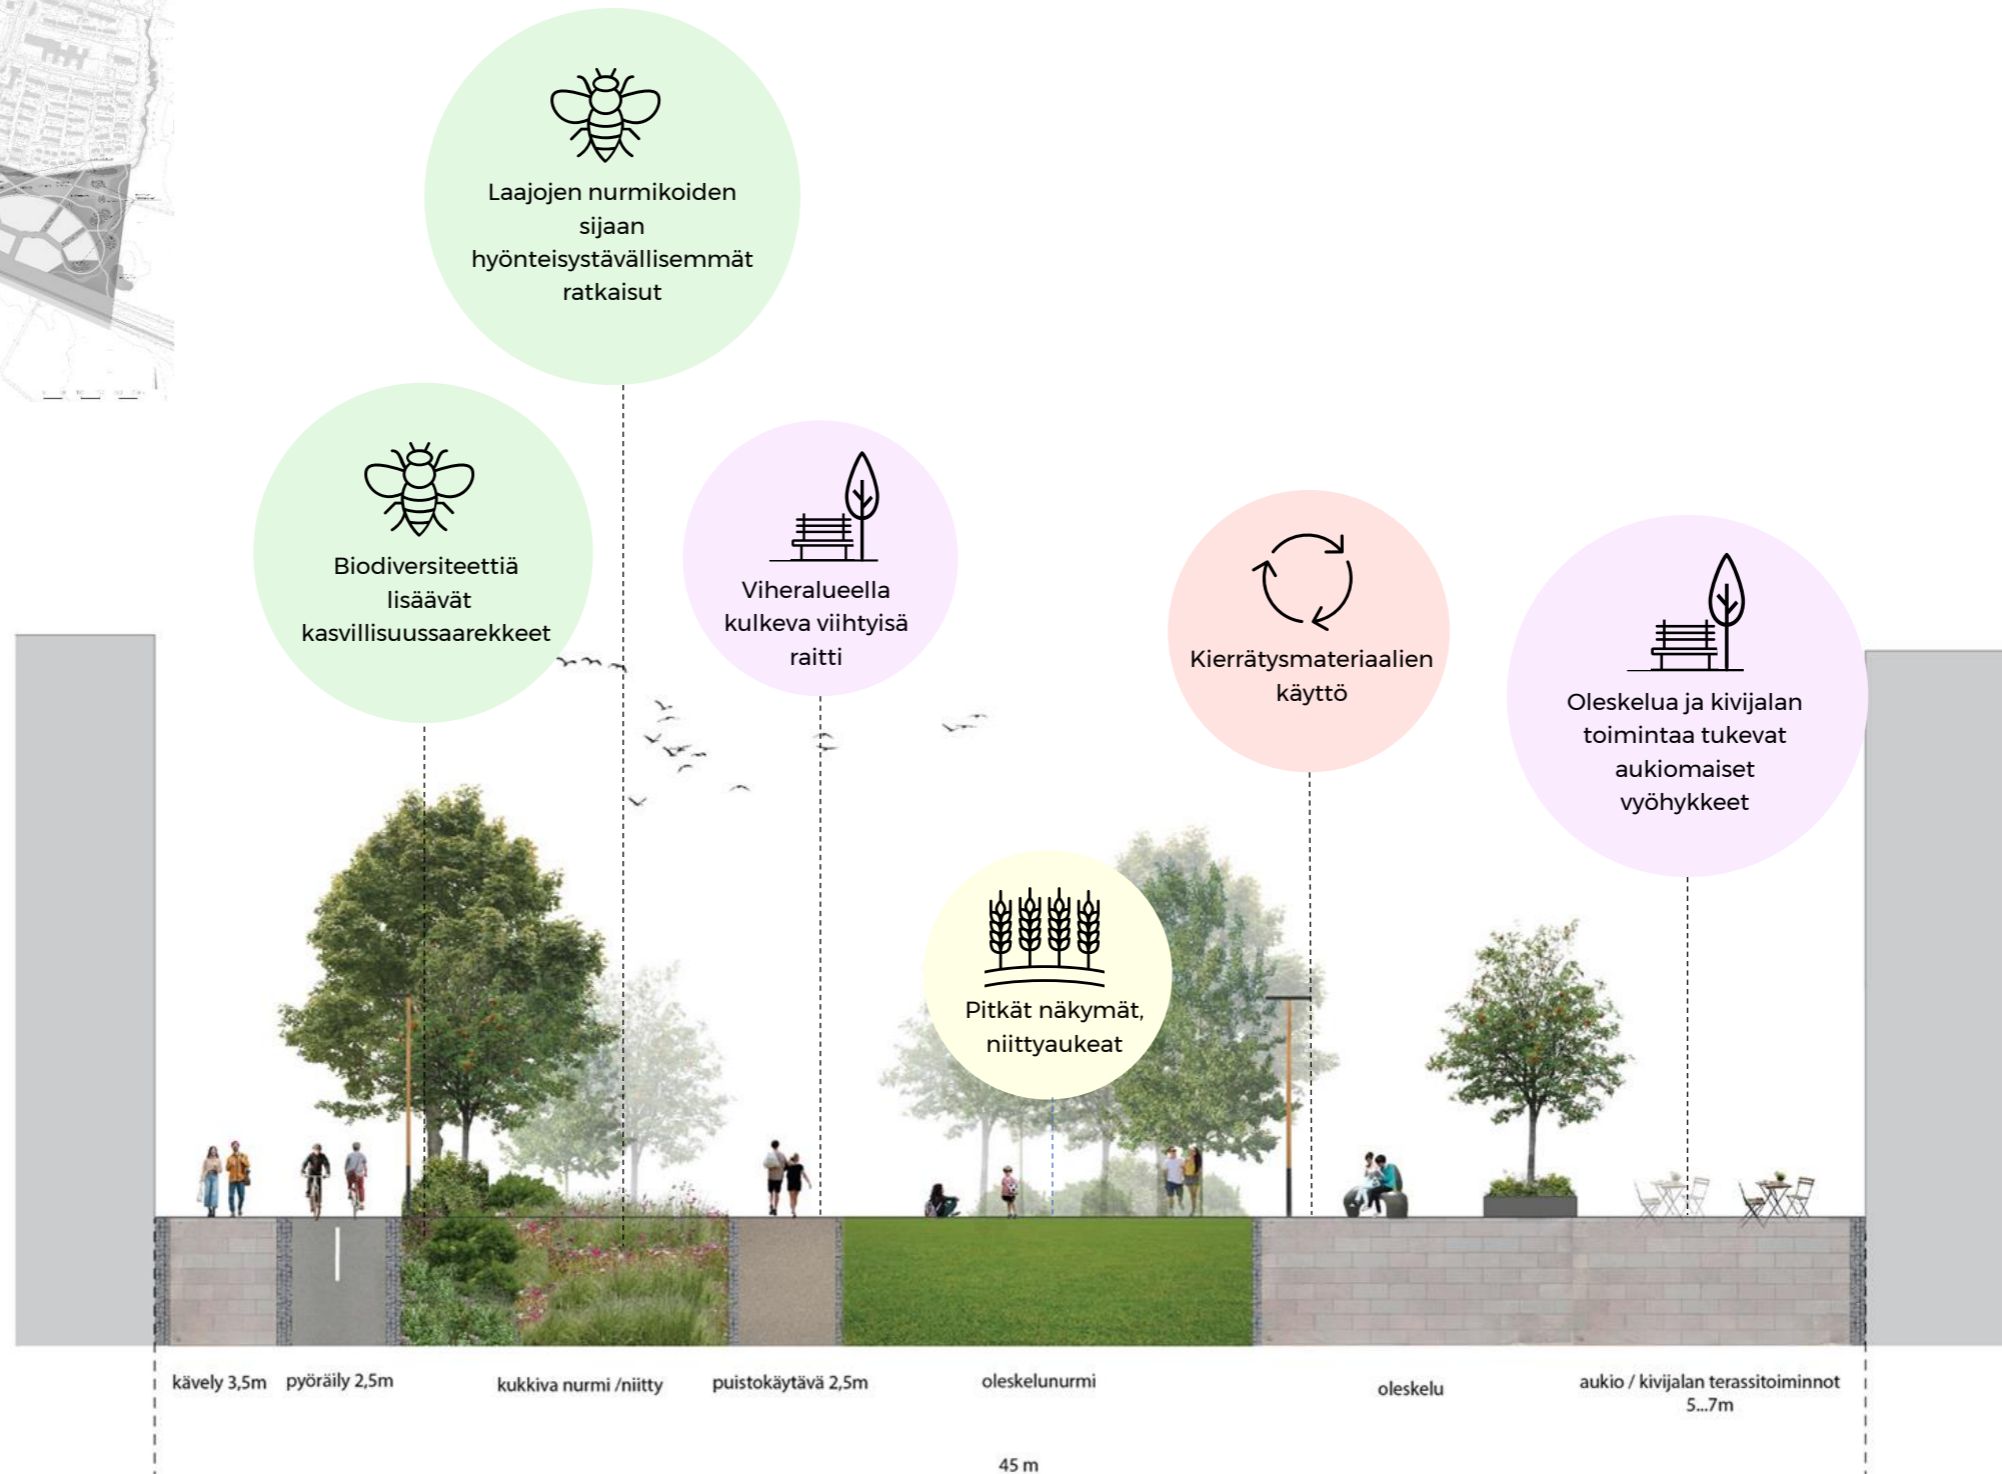 Laajojen nurmikoiden
sijaan
hyönteisystävällisemmät
ratkaisut
Biodiversiteettiä
lisäävät
kasvillisuussaarekkeet
Viheralueella
kulkeva viihtyisä
raitti
Kierrätysmateriaalien
käyttö
Oleskelua ja kivijalan
toimintaa tukevat
aukiomaiset
vyöhykkeet
Pitkät näkymät,
niittyaukeat
kävely 3,5m
pyöräily 2,5m
kukkiva nurmi /niitty
puistokäytävä 2,5m
oleskelunurmi
oleskelu
aukio / kivijalan terassitoiminnot
5...7m
45 m